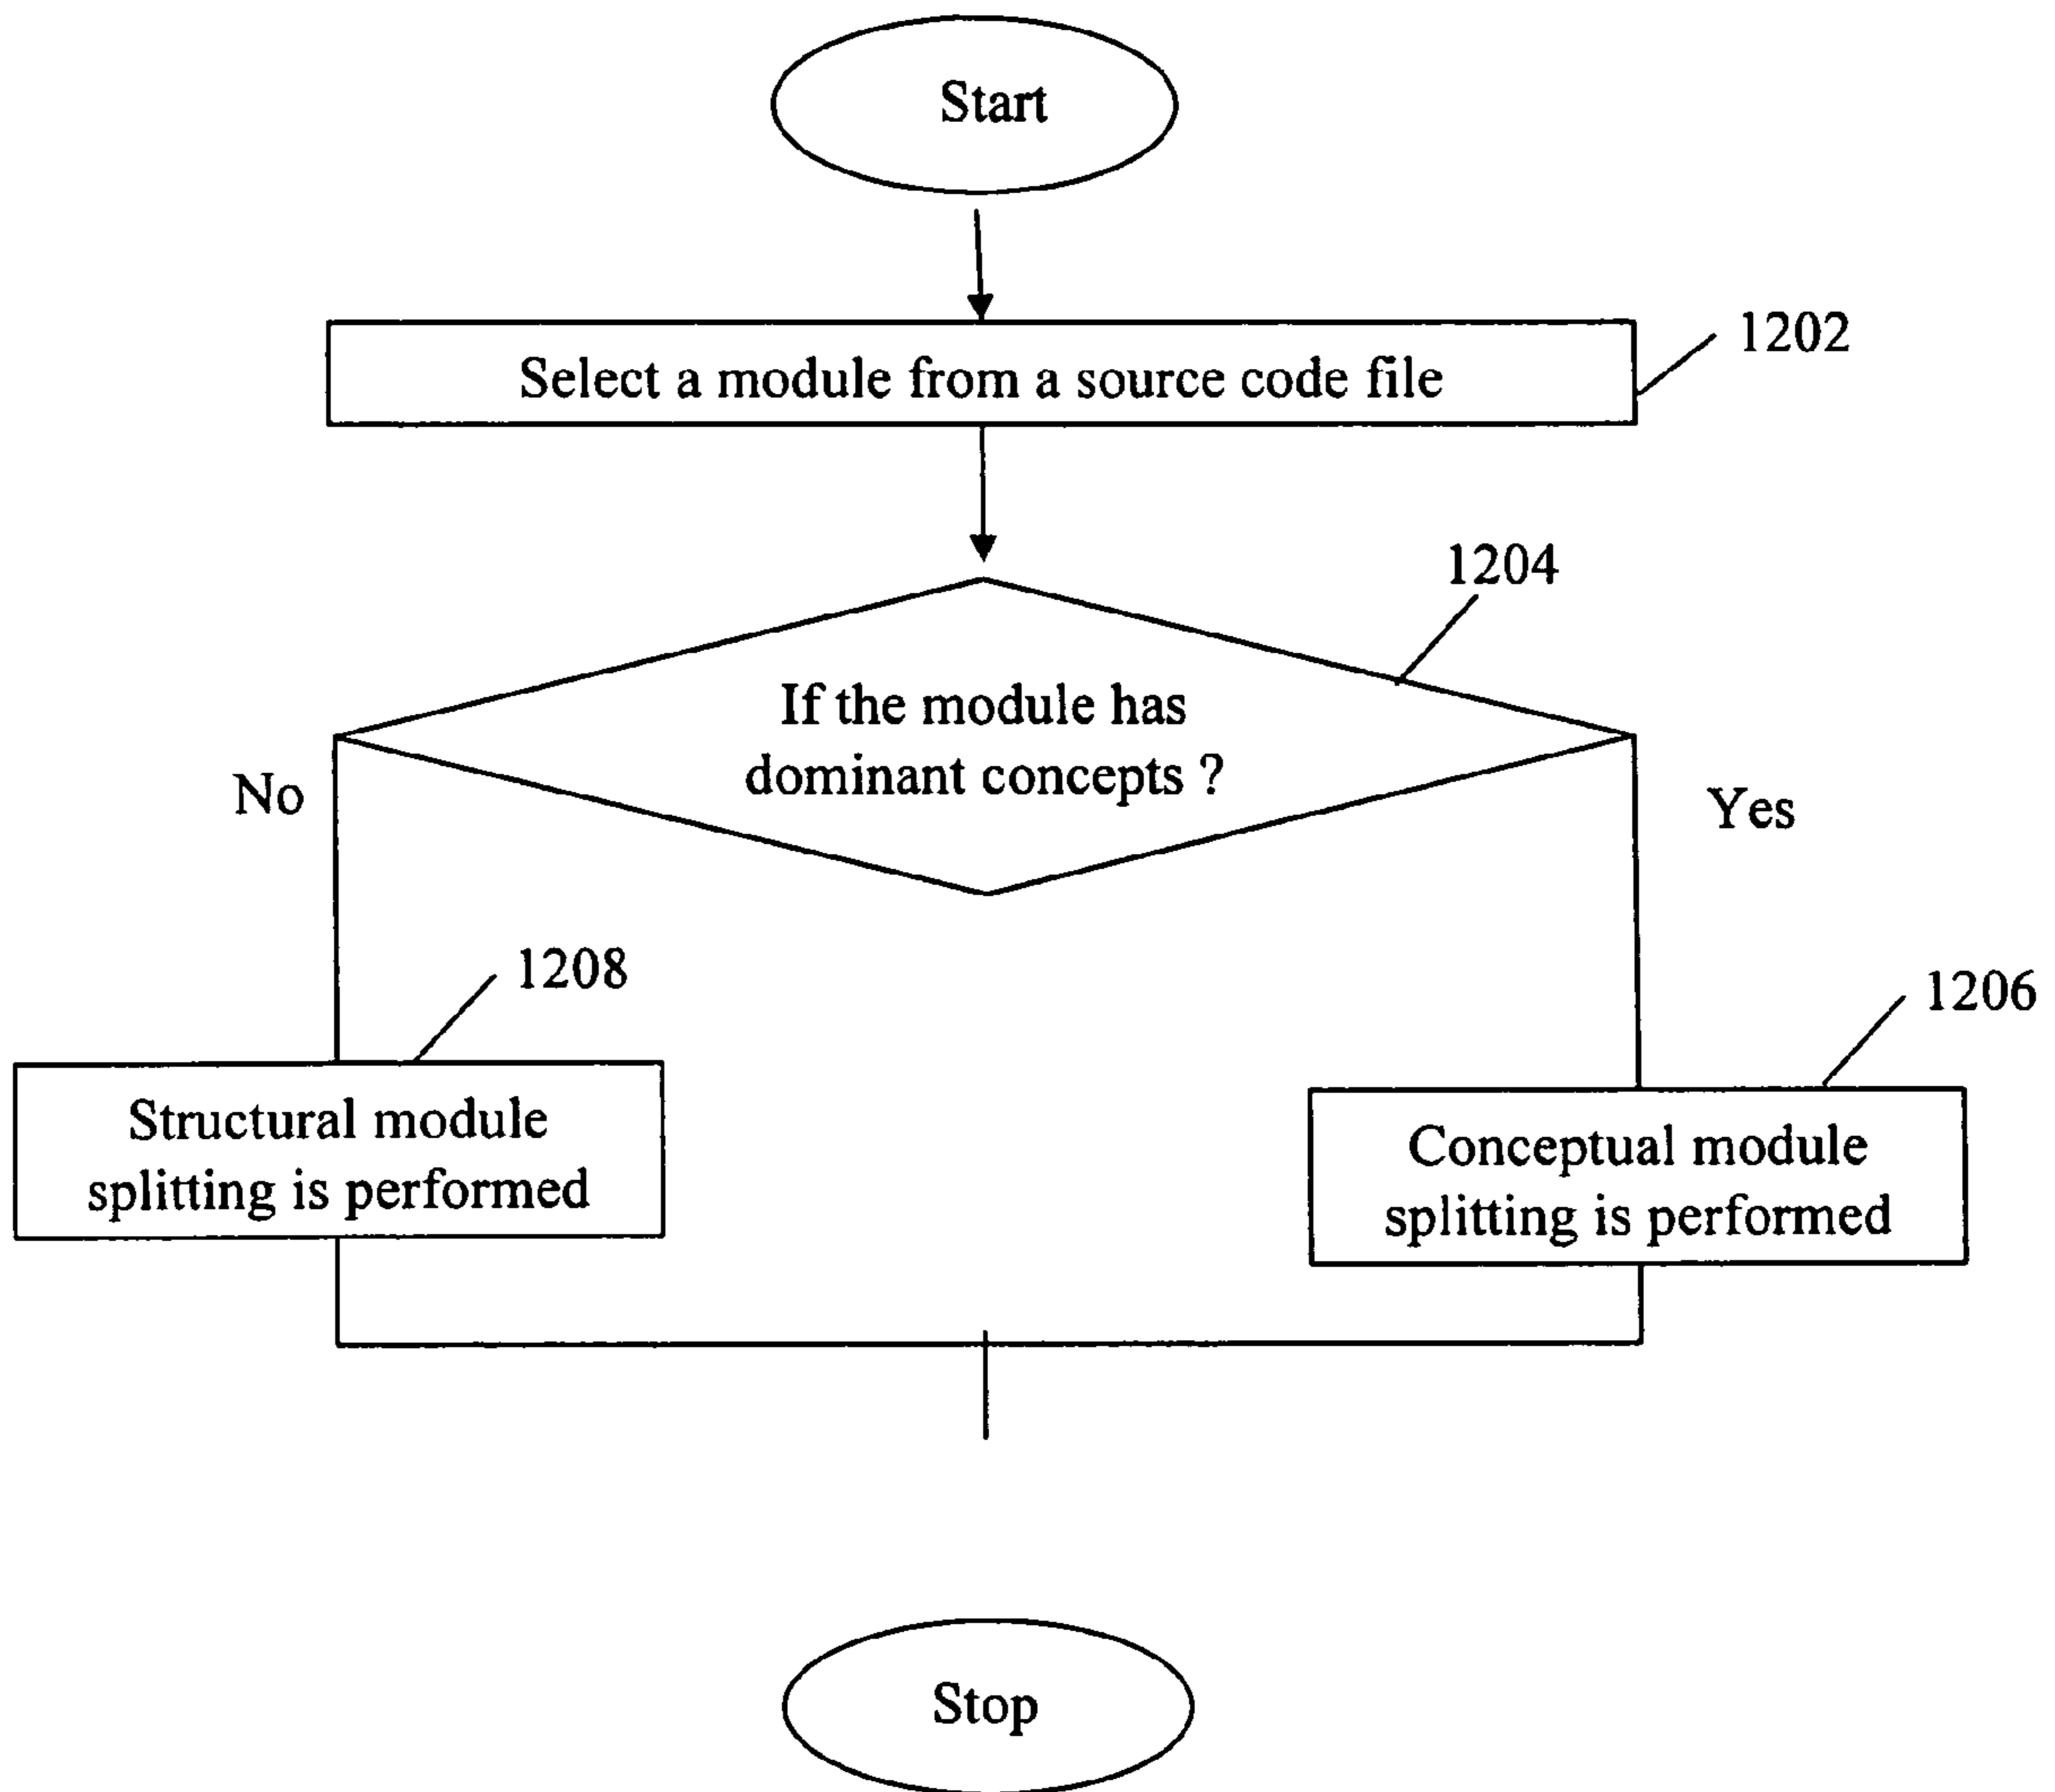 Start
Select a module from a source code file
1202
1204
If the module has
dominant concepts ?
No
Yes
1208
1206
Structural module
splitting is performed
Conceptual module
splitting is performed
Stop